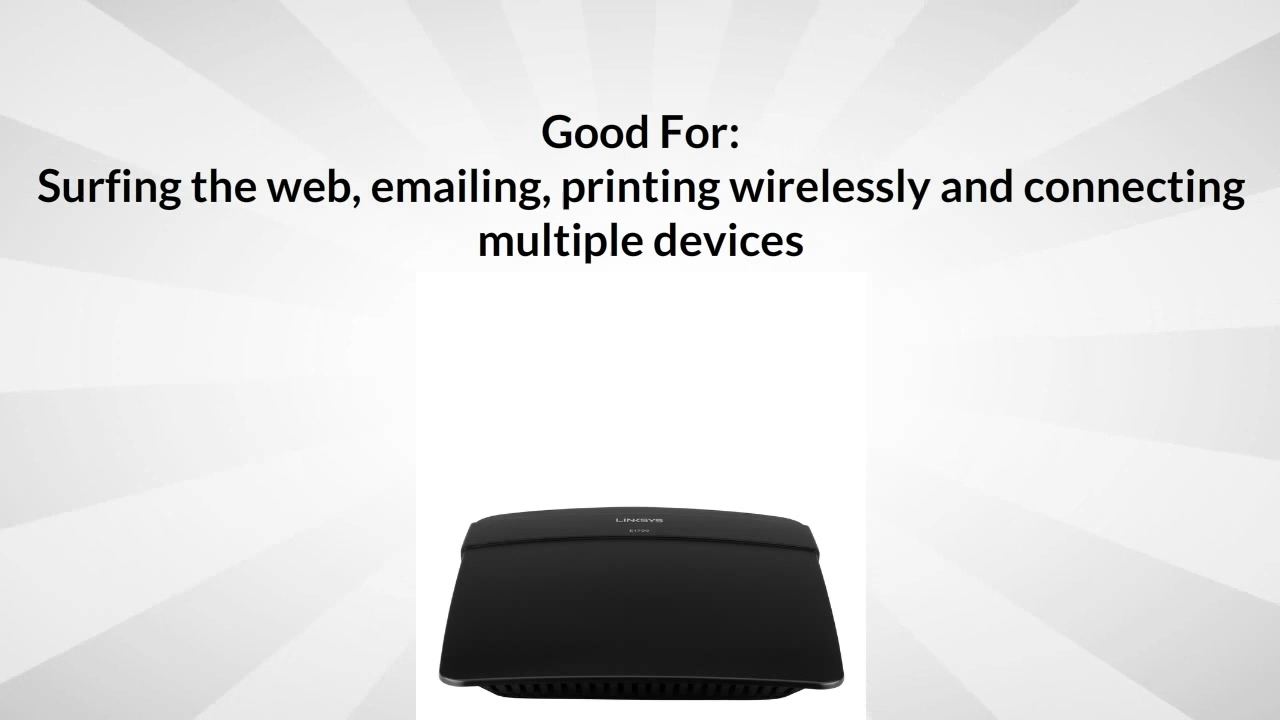 Good For:
Surfing the web, emailing, printing wirelessly and connecting
multiple devices
LINKSYS